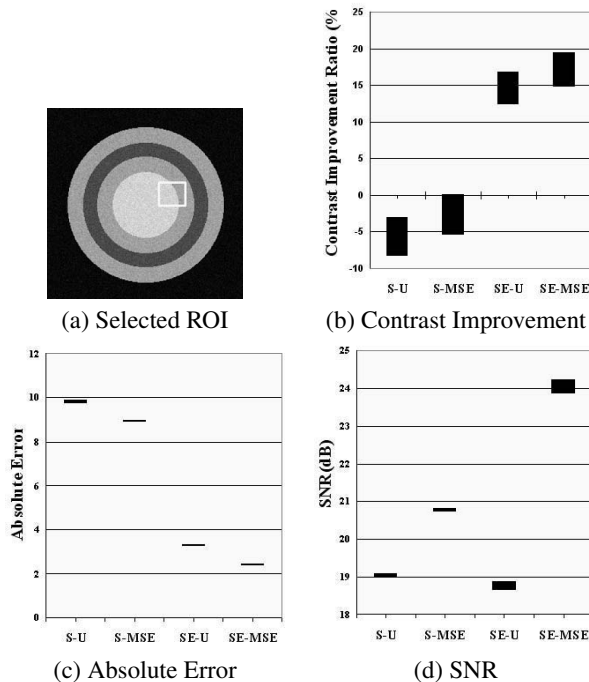 Contrast Improvement Ratio (%
25
20
15
10
5
0
-5
-10
S-U S-MSE SE-U SE-MSE
(a) Selected ROI
(b) Contrast Improvement
Absolute Error
12
10
8
6
4
2
0
S-U S-MSE SE-U SE-MSE
(c) Absolute Error
SNR(dB)
25
24
23
22
21
20
19
18
S-U S-MSE SE-U SE-MSE
(d) SNR